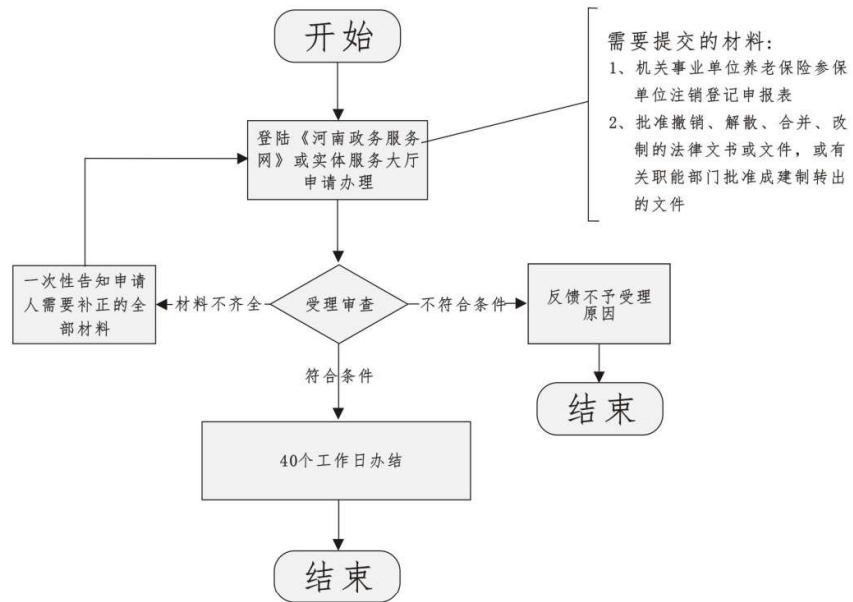 开始
需要提交的材料:
1、机关事业单位养老保险参保
单位注销登记申报表
2、批准撤销、解散、合并、改
制的法律文书或文件，或有
关职能部门批准成建制转出
的文件
登陆《河南政务服务
网》或实体服务大厅
申请办理
一次性告知申请
人需要补正的全
部材料
材料不齐全
受理审查
不符合条件
反馈不予受理
原因
符合条件
结束
40个工作日办结
结束